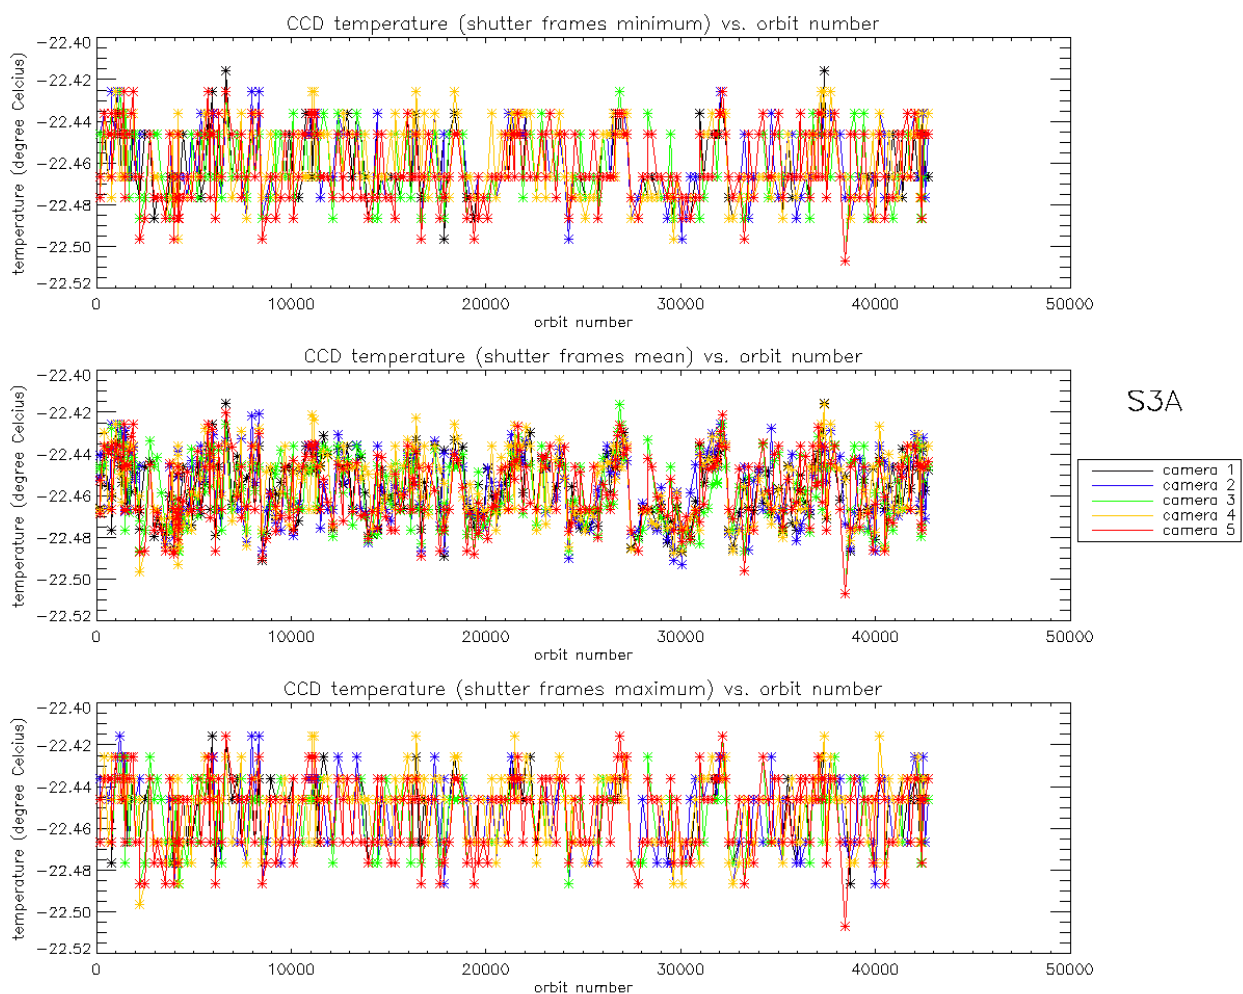 CCD temperature (shutter frames minimum) vs. orbit number
temperature (degree Celcius)
-22.40
-22.42
-22.44
-22.46
-22.48
-22.50
-22.52
0 10000 20000 30000 40000 50000
orbit number
CCD temperature (shutter frames mean) vs. orbit number
temperature (degree Celcius)
-22.40
-22.42
-22.44
-22.46
-22.48
-22.50
-22.52
0 10000 20000 30000 40000 50000
orbit number
S3A
camera 1
camera 2
camera 3
camera 4
camera 5
CCD temperature (shutter frames maximum) vs. orbit number
temperature (degree Celcius)
-22.40
-22.42
-22.44
-22.46
-22.48
-22.50
-22.52
0 10000 20000 30000 40000 50000
orbit number